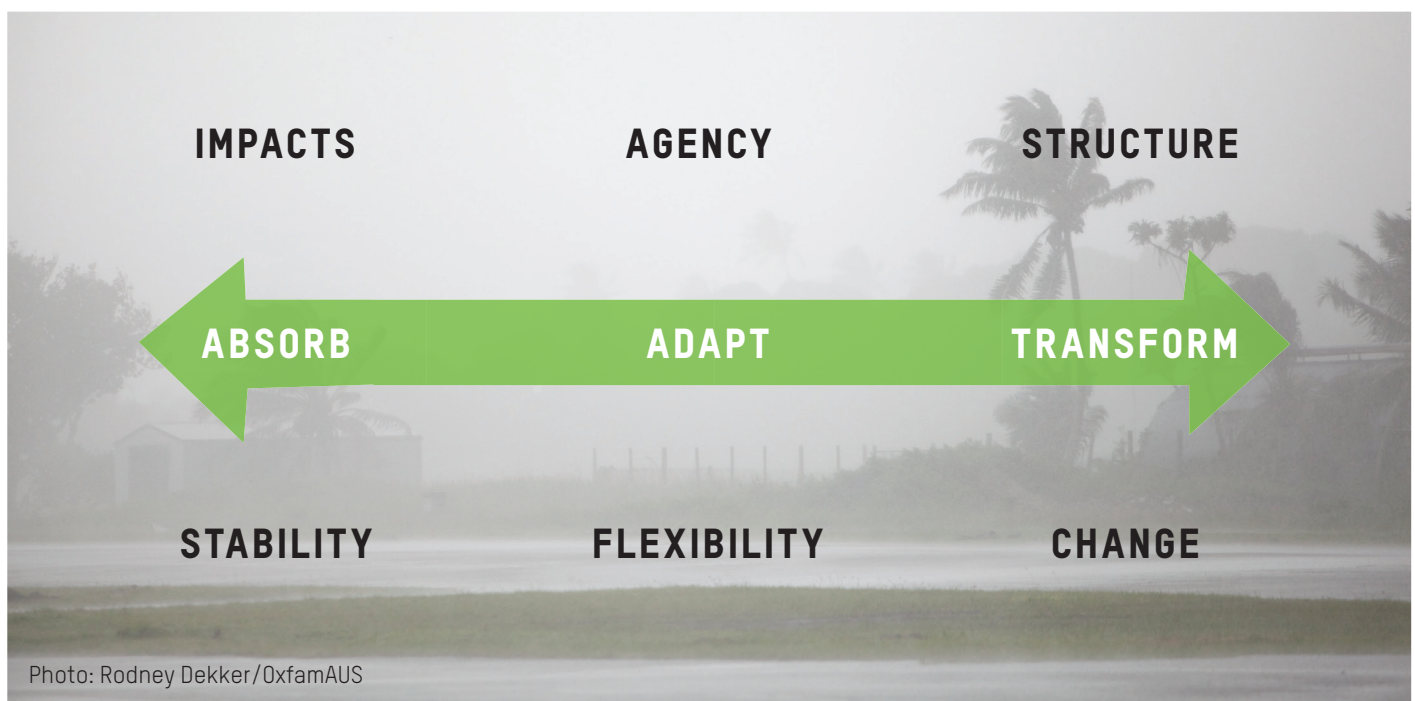 IMPACTS AGENCY STRUCTURE
ABSORB ADAPT TRANSFORM
STABILITY FLEXIBILITY CHANGE
Photo: Rodney Dekker/OxfamAUS